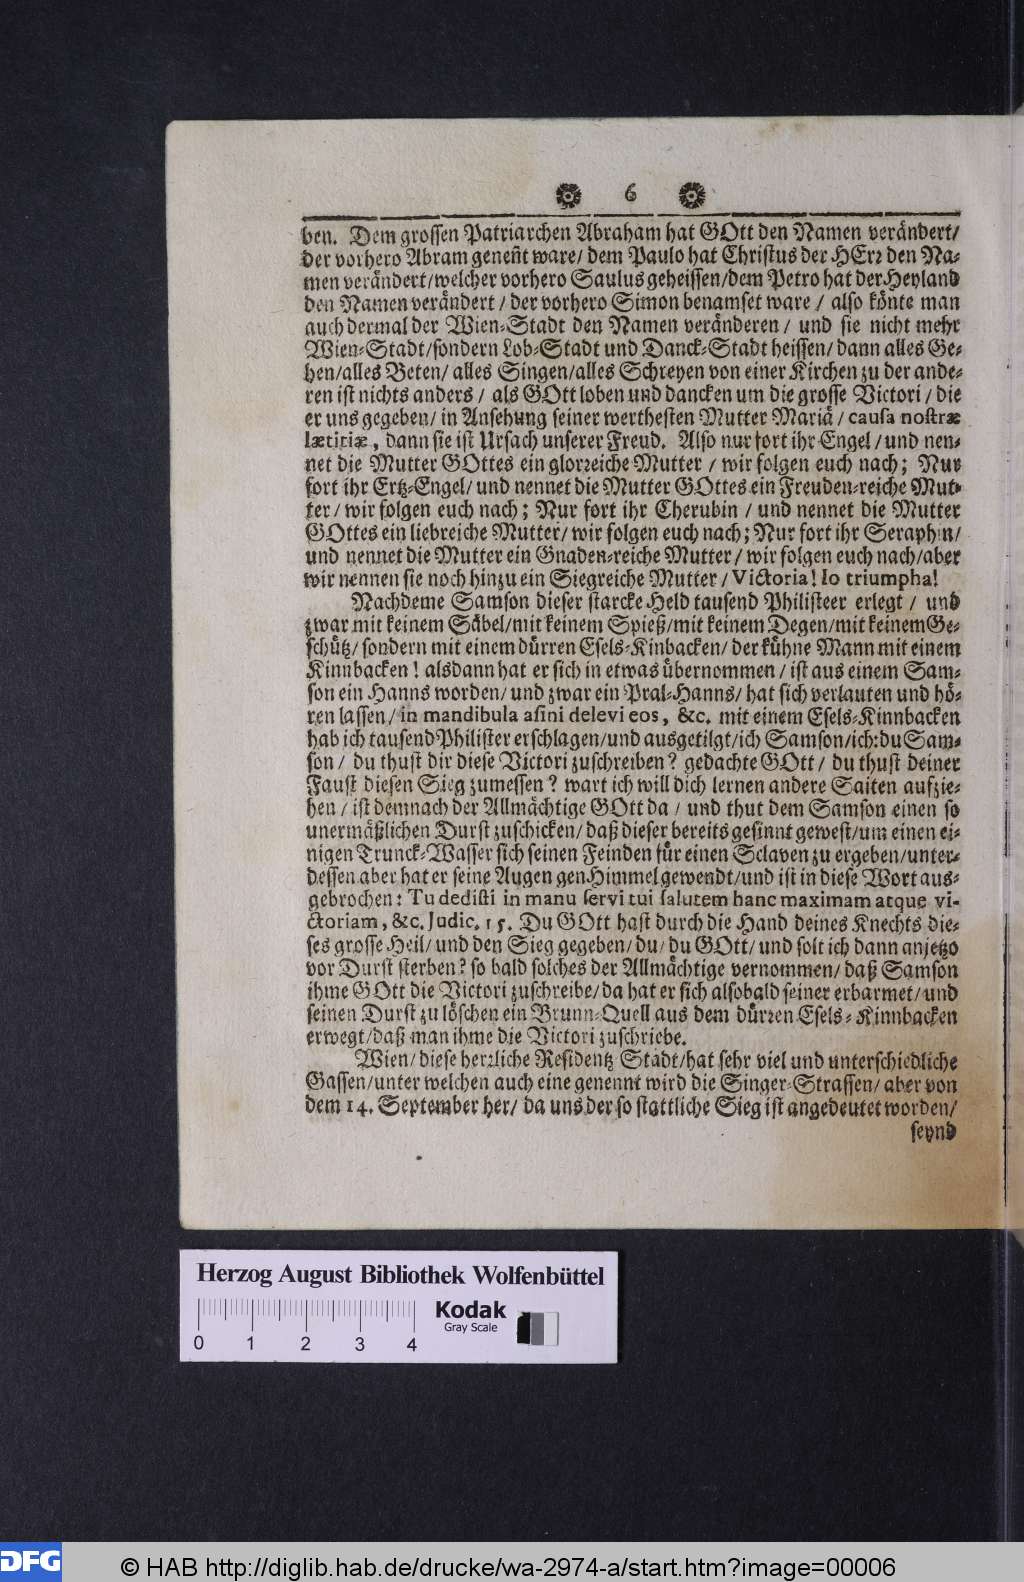 6
ben. Dem grossen Patriarchen Abraham hat GOtt den Namen verändert/
der vorhero Abram geneñt ware/ dem Paulo hat Christus der HErꝛ den Na-
men verändert/welcher vorhero Saulus geheissen/dem Petro hat der Heyland
den Namen verändert / der vorhero Simon benamset ware / also könte man
auch dermal der Wien-Stadt den Namen veränderen / und sie nicht mehr
Wien-Stadt/sondern Lob-Stadt und Danck-Stadt heissen/ dann alles Ge-
hen/alles Beten/ alles Singen/alles Schreyen von einer Kirchen zu der ande-
ren ist nichts anders / als GOtt loben und dancken um die grosse Victori / die
er uns gegeben/ in Ansehung seiner werthesten Mutter Mariä / causa nostræ
lætitiæ, dann sie ist Ursach unserer Freud. Also nur fort ihr Engel / und nen-
net die Mutter GOttes ein glorꝛeiche Mutter / wir folgen euch nach; Nur
fort ihr Ertz-Engel/ und nennet die Mutter GOttes ein Freuden-reiche Mut-
ter / wir folgen euch nach; Nur fort ihr Cherubin / und nennet die Mutter
GOttes ein liebreiche Mutter/ wir folgen euch nach; Nur fort ihr Seraphin/
und nennet die Mutter ein Gnaden-reiche Mutter / wir folgen euch nach/aber
wir nennen sie noch hinzu ein Siegreiche Mutter / Victoria! Io triumpha!
Nachdeme Samson dieser starcke Held tausend Philisteer erlegt / und
zwar mit keinem Säbel/mit keinem Spieß/mit keinem Degen/mit keinem Ge-
schütz/ sondern mit einem dürren Esels-Kinbacken/ der kühne Mann mit einem
Kinnbacken! alsdann hat er sich in etwas übernommen / ist aus einem Sam-
son ein Hanns worden/ und zwar ein Pral-Hanns/ hat sich verlauten und hö-
ren lassen/ in mandibula asini delevi eos, &c. mit einem Esels-Kinnbacken
hab ich tausend Philister erschlagen/und ausgetilgt/ich Samson/ich: du Sam-
son / du thust dir diese Victori zuschreiben? gedachte GOtt / du thust deiner
Faust diesen Sieg zumessen? wart ich will dich lernen andere Saiten aufzie-
hen / ist demnach der Allmächtige GOtt da / und thut dem Samson einen so
unermäßlichen Durst zuschicken/ daß dieser bereits gesinnt gewest/um einen ei-
nigen Trunck-Wasser sich seinen Feinden für einen Sclaven zu ergeben/unter-
dessen aber hat er seine Augen gen Himmel gewendt/und ist in diese Wort aus-
gebrochen: Tu dedisti in manu servi tui salutem hanc maximam atque vi-
ctoriam, &c. Judic. 15. Du GOtt hast durch die Hand deines Knechts die-
ses grosse Heil/ und den Sieg gegeben/ du/ du GOtt/ und solt ich dann anjetzo
vor Durst sterben? so bald solches der Allmächtige vernommen/ daß Samson
ihme GOtt die Victori zuschreibe/ da hat er sich alsobald seiner erbarmet/ und
seinen Durst zu löschen ein Brunn-Quell aus dem dürꝛen Esels-Kinnbacken
erwegt/daß man ihme die Victori zuschriebe.
Wien/ diese herꝛliche Residentz Stadt/hat sehr viel und unterschiedliche
Gassen/unter welchen auch eine genennt wird die Singer-Strassen/ aber von
dem 14. September her/ da uns der so stattliche Sieg ist angedeutet worden/
seynd
Herzog August Bibliothek Wolfenbüttel
Kodak
Gray Scale
0 1 2 3 4
DFG
© HAB http://diglib.hab.de/drucke/wa-2974-a/start.htm?image=00006